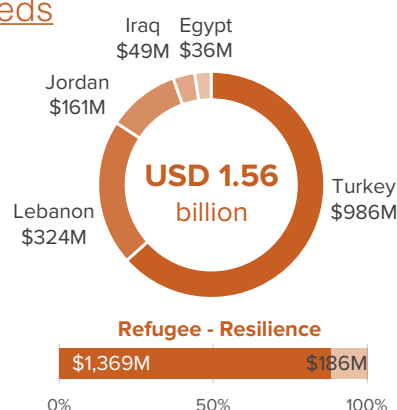 eds
Iraq Egypt
$49M $36M
Jordan
$161M
USD 1.56
billion
Turkey
$986M
Lebanon
$324M
Refugee - Resilience
$1,369M $186M
0% 50% 100%